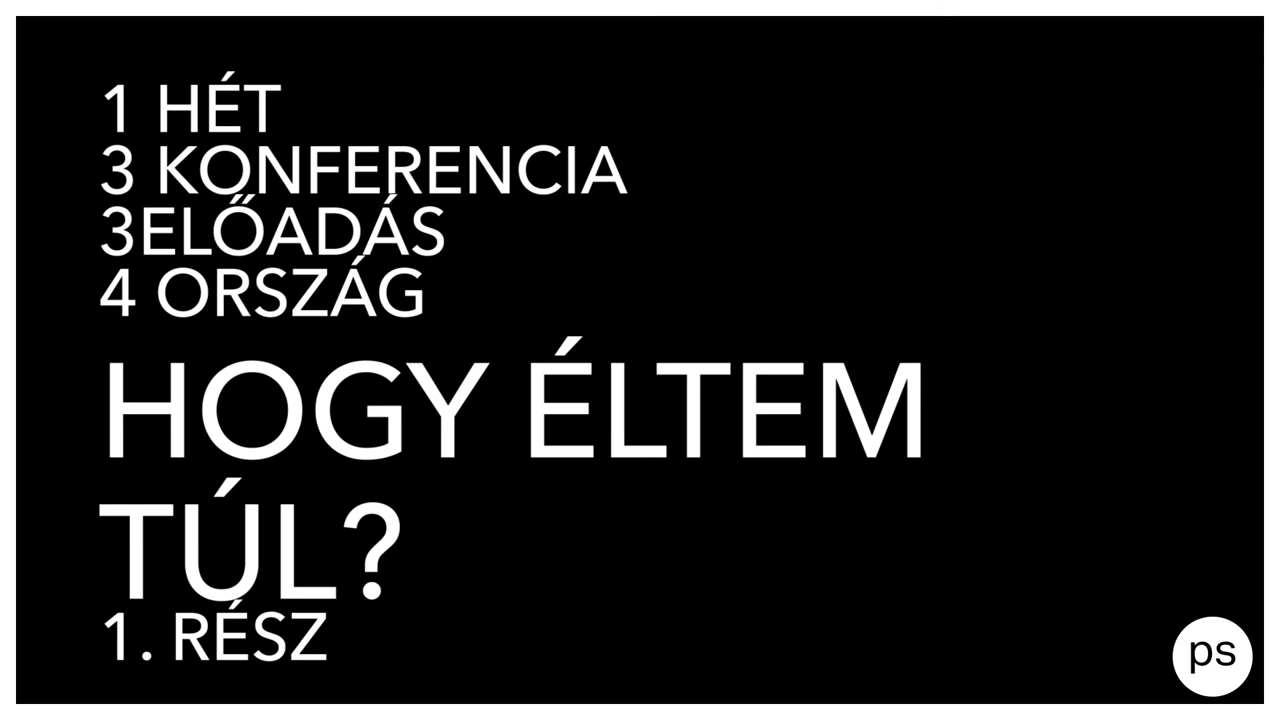 1 HÉT
3 KONFERENCIA
3ELŐADÁS
4 ORSZÁG
HOGY ÉLTEM
TÚL?
1. RÉSZ
ps